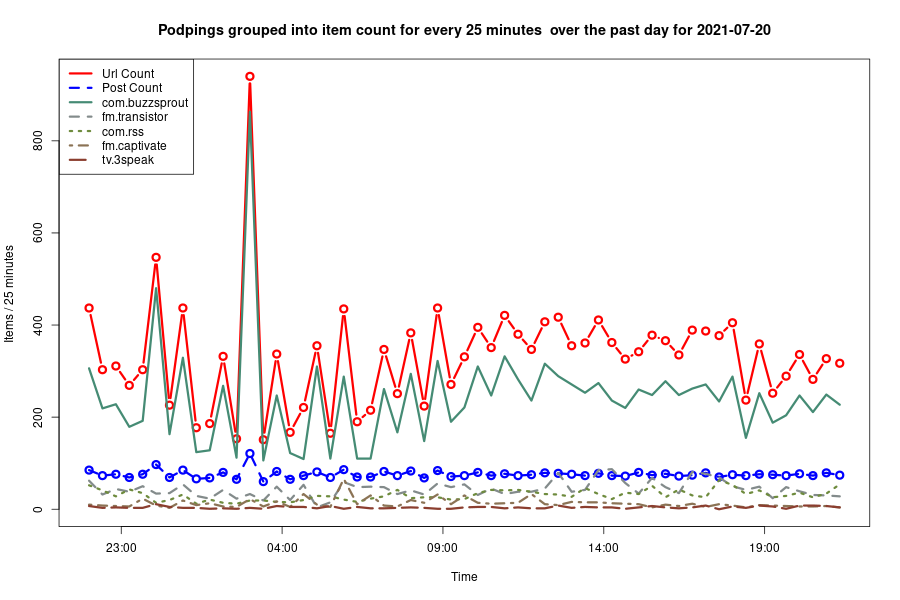 Podpings grouped into item count for every 25 minutes  over the past day for 2021-07-20
Url Count
Post Count
com.buzzsprout
fm.transistor
com.rss
fm.captivate
tv.3speak
Items / 25 minutes
800
600
400
200
0
23:00 04:00 09:00 14:00 19:00
Time